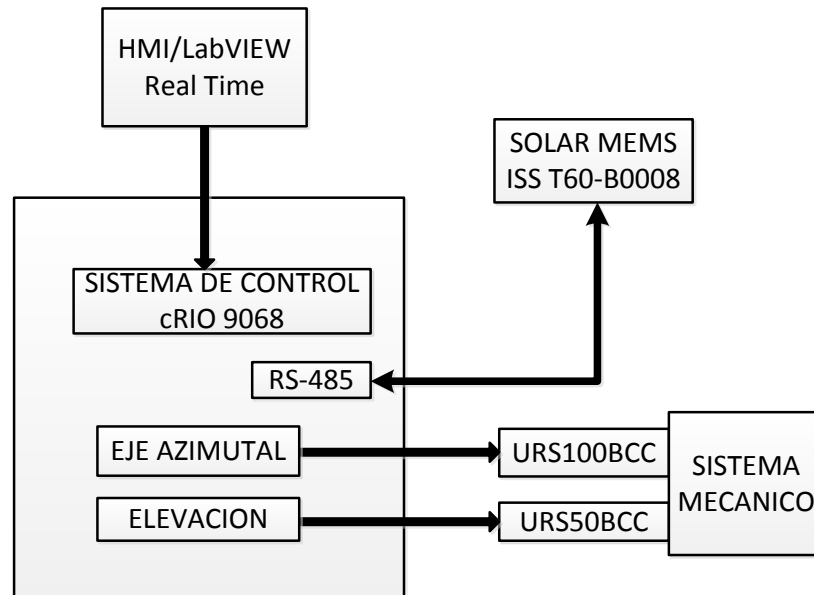 HMI/LabVIEW
Real Time
SOLAR MEMS
ISS T60-B0008
SISTEMA DE CONTROL
cRIO 9068
RS-485
EJE AZIMUTAL
URS100BCC
SISTEMA
MECANICO
ELEVACION
URS50BCC